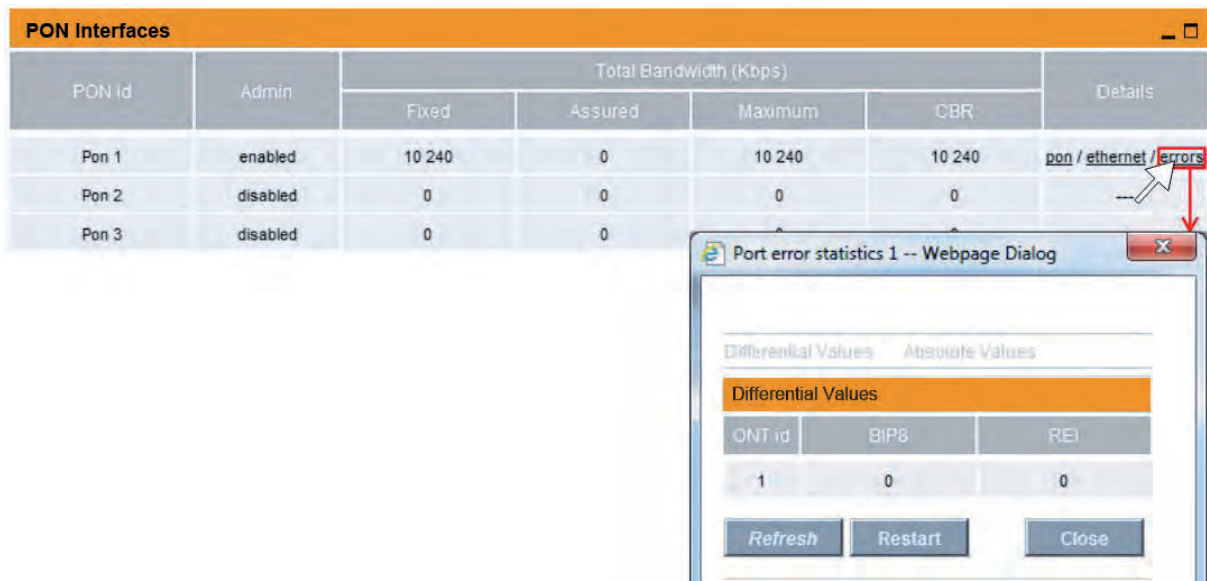 PON Interfaces
PON id Admin Total Bandwidth (Kbps) Details
Fixed Assured Maximum CBR
Pon 1 enabled 10 240 0 10 240 10 240 pon / ethernet / errors
Pon 2 disabled 0 0 0 0 ---
Pon 3 disabled 0 0
Port error statistics 1 -- Webpage Dialog
Differential Values Absolute Values
Differential Values
ONT id BIP8 REI
1 0 0
Refresh Restart Close